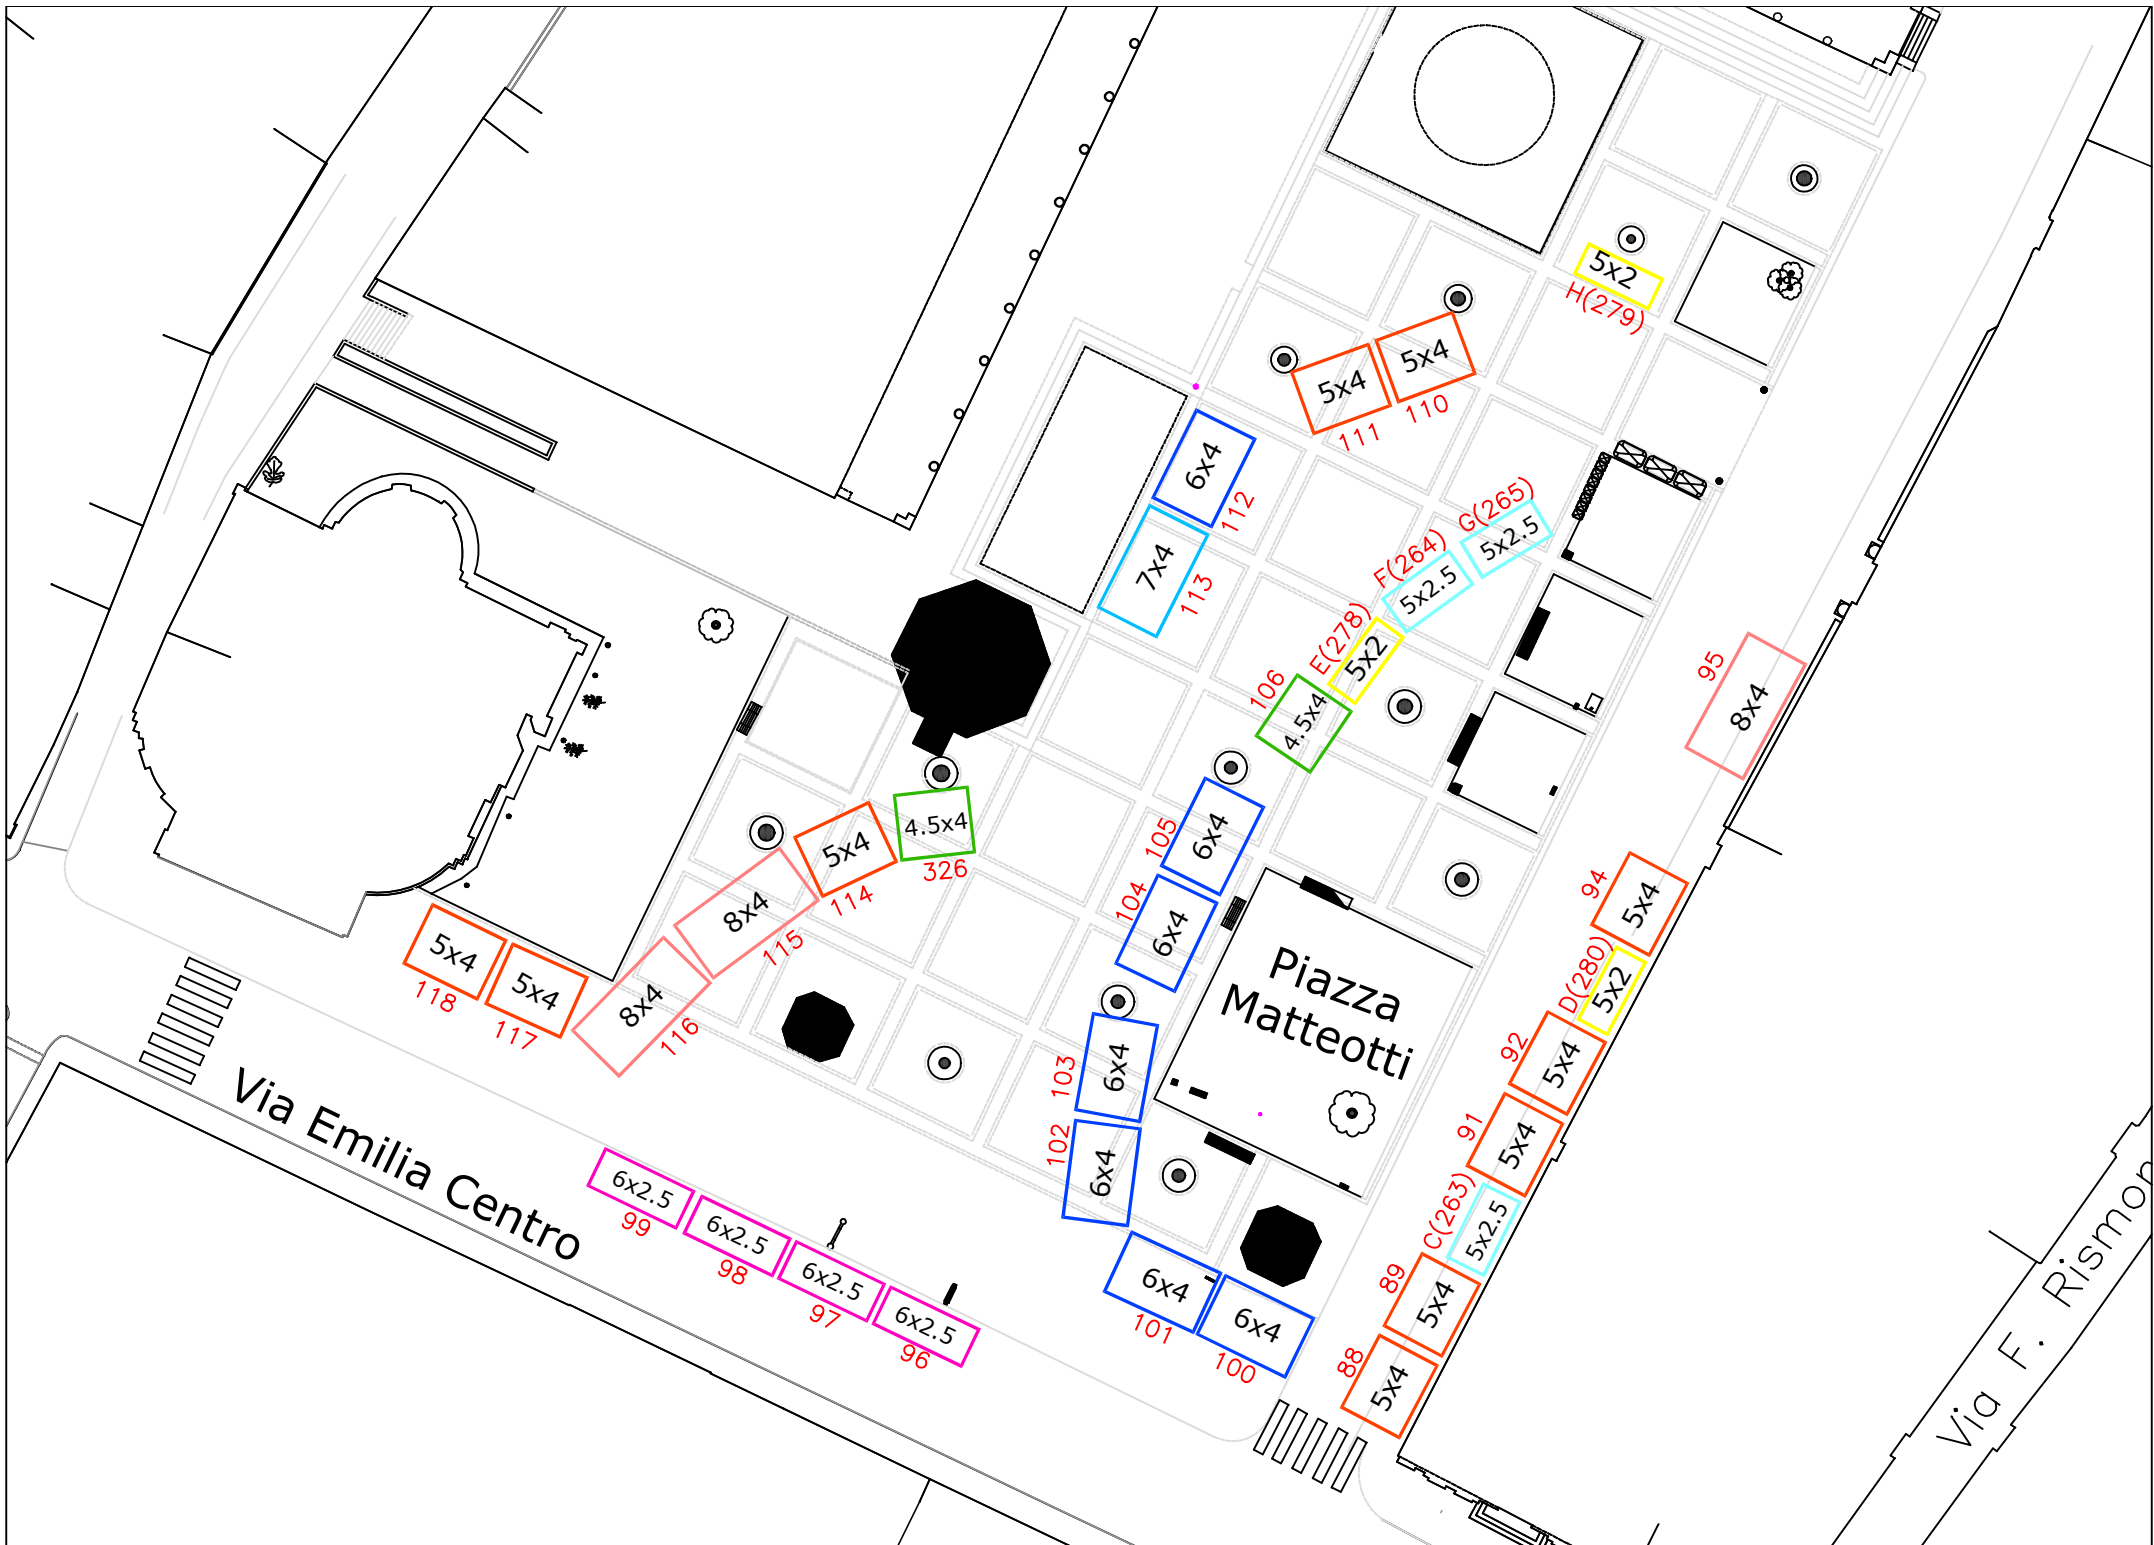 5x2
H(279)
5x4
110
5x4
111
6x4
112
7x4
113
G(265)
5x2.5
F(264)
5x2.5
E(278)
5x2
106
4.5x4
95
8x4
105
6x4
104
6x4
4.5x4
326
5x4
114
8x4
115
8x4
116
5x4
118
5x4
117
94
5x4
D(280)
5x2
92
5x4
91
5x4
C(263)
5x2.5
89
5x4
88
5x4
Piazza
Matteotti
103
6x4
102
6x4
6x4
101
6x4
100
Via Emilia Centro
6x2.5
99
6x2.5
98
6x2.5
97
6x2.5
96
Via F. Rismon